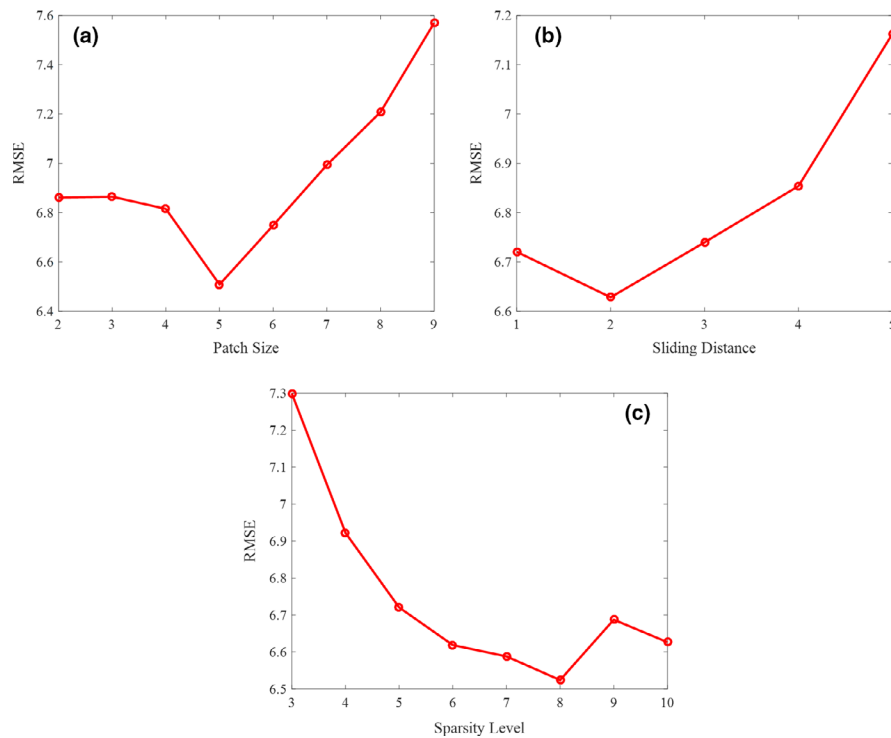 (a)
7.6
7.4
7.2
7
6.8
6.6
6.4
RMSE
2 3 4 5 6 7 8 9
Patch Size
(b)
7.2
7.1
7
6.9
6.8
6.7
6.6
RMSE
1 2 3 4 5
Sliding Distance
(c)
7.3
7.2
7.1
7
6.9
6.8
6.7
6.6
6.5
RMSE
3 4 5 6 7 8 9 10
Sparsity Level